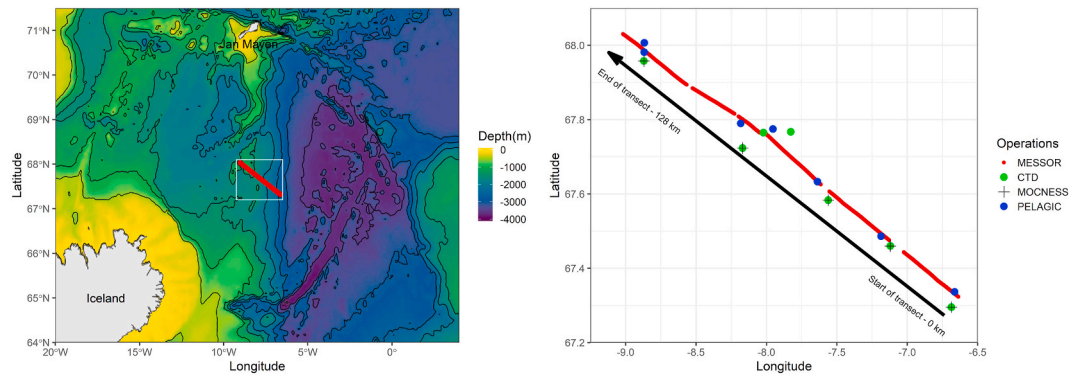 71°N
70°N
69°N
68°N
67°N
66°N
65°N
64°N
Latitude
20°W
15°W
10°W
5°W
0°
Longitude
Jan Mayen
Iceland
Depth(m)
0
-1000
-2000
-3000
-4000
68.0
67.8
67.6
67.4
67.2
Latitude
-9.0
-8.5
-8.0
-7.5
-7.0
-6.5
Longitude
End of transect - 128 km
Start of transect - 0 km
Operations
MESSOR
CTD
MOCNESS
PELAGIC